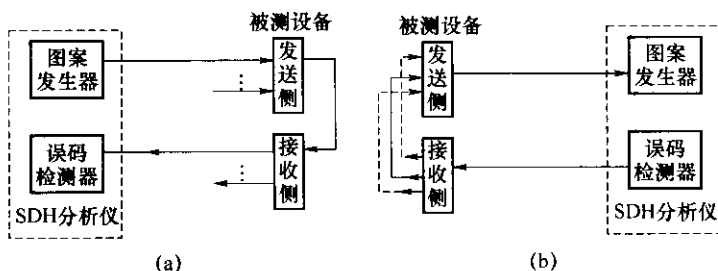 被测设备
图案
发生器
发送侧
误码
检测器
接收侧
SDH分析仪
(a)
被测设备
发送侧
图案
发生器
接收侧
误码
检测器
SDH分析仪
(b)